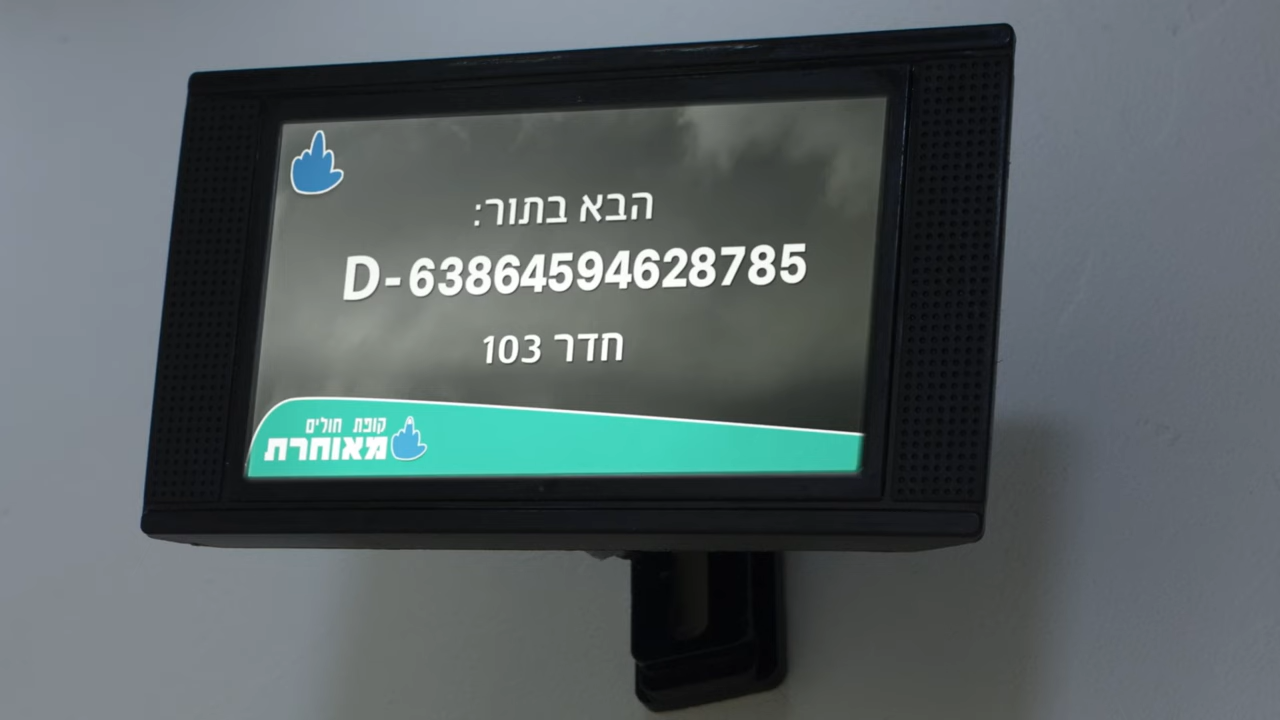 הבא בתור:
D-63864594628785
חדר 103
קופת חולים
מאוחרת